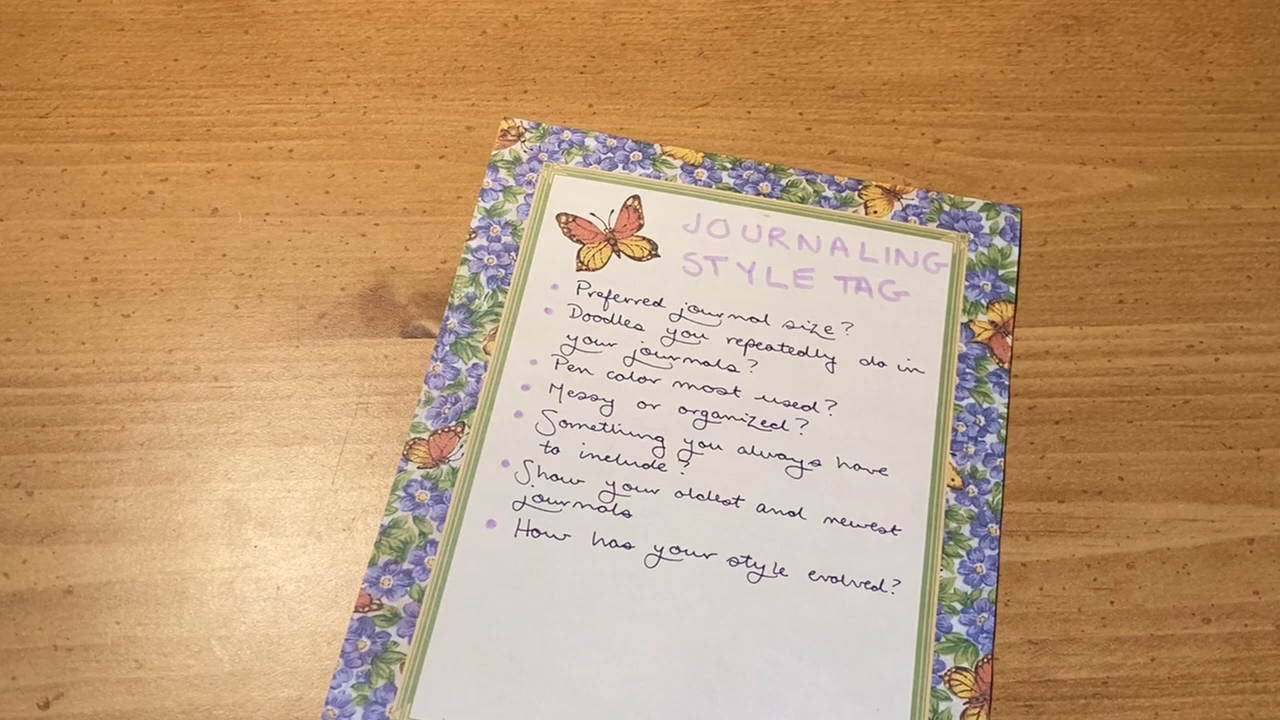 JOURNALING
STYLE TAG
• Preferred journal size?
• Doodles you repeatedly do in
your journals?
• Pen color most used?
• Messy or organized?
• Something you always have
to include?
• Show your oldest and newest
journals
• How has your style evolved?